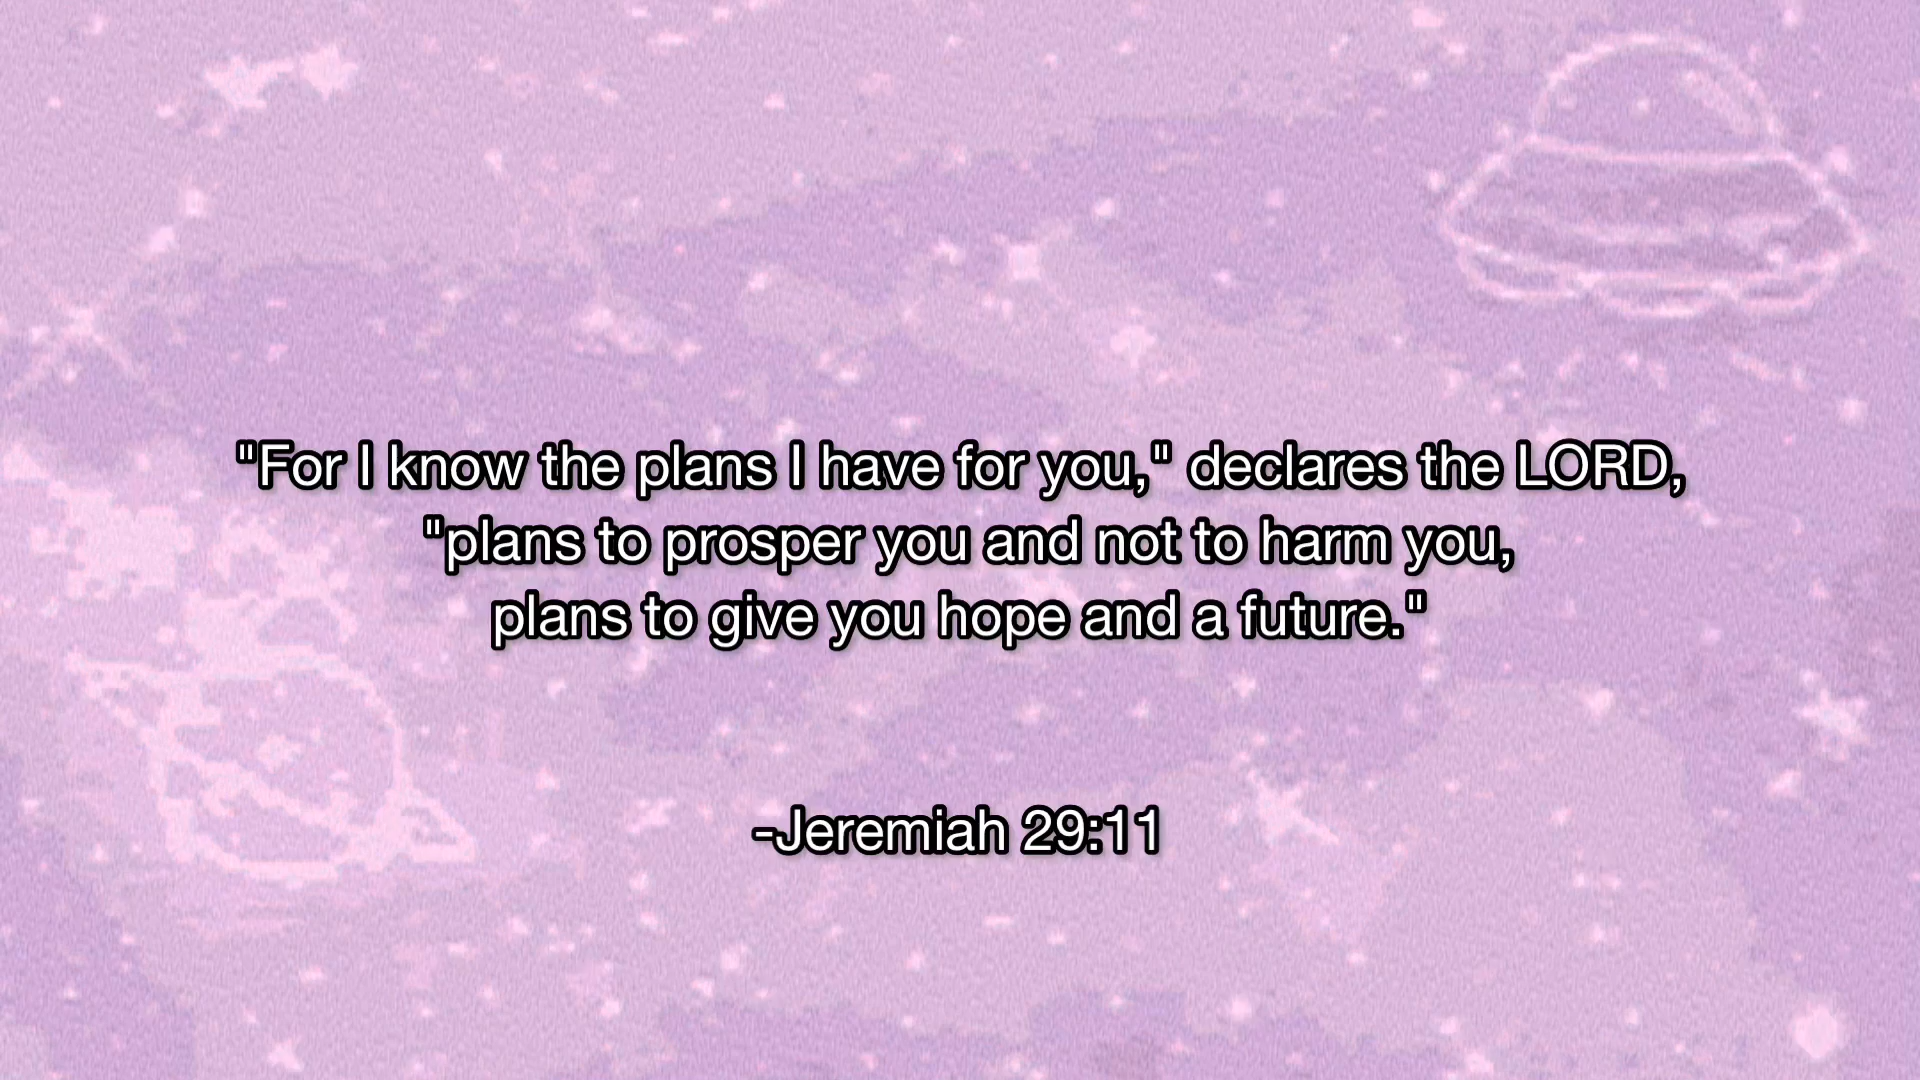 "For I know the plans I have for you," declares the LORD,
"plans to prosper you and not to harm you,
plans to give you hope and a future."
-Jeremiah 29:11